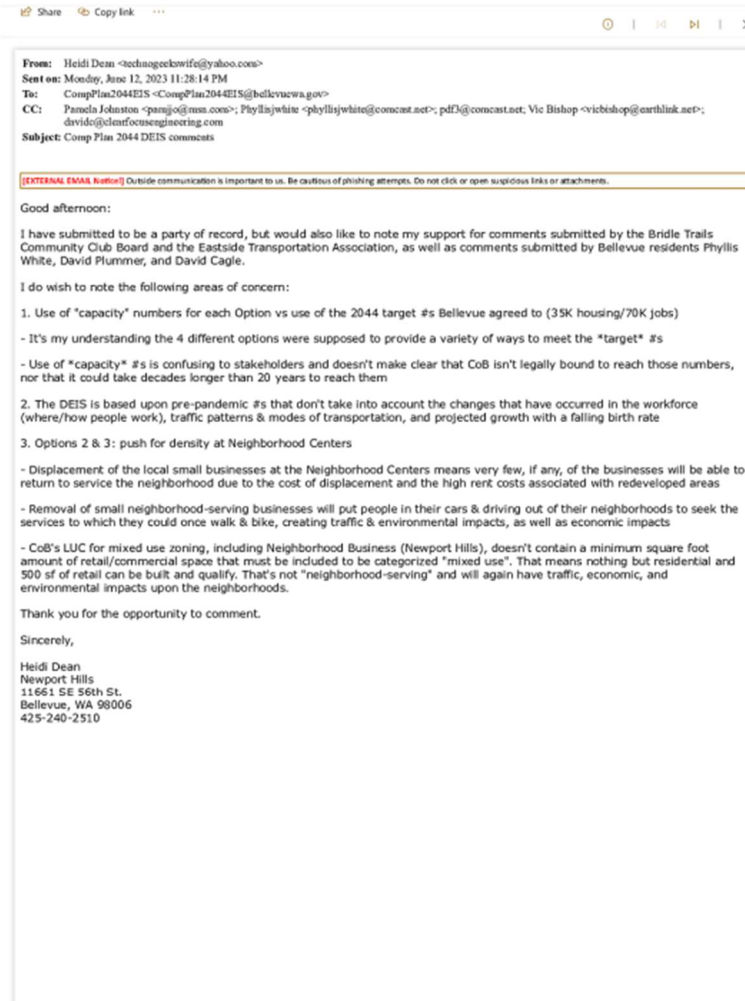 Share Copy link ...
From: Heidi Dean <technogeekswife@yahoo.com>
Sent on: Monday, June 12, 2023 11:28:14 PM
To: CompPlan2044EIS <CompPlan2044EIS@bellevuewa.gov>
CC: Pamela Johnston <pamjjo@msn.com>; Phyllisjwhite <phyllisjwhite@comcast.net>; pdf3@comcast.net; Vic Bishop <vicbishop@earthlink.net>;
davidc@clearfocusengineering.com
Subject: Comp Plan 2044 DEIS comments
[EXTERNAL EMAIL Notice!] Outside communication is important to us. Be cautious of phishing attempts. Do not click or open suspicious links or attachments.
Good afternoon:
I have submitted to be a party of record, but would also like to note my support for comments submitted by the Bridle Trails
Community Club Board and the Eastside Transportation Association, as well as comments submitted by Bellevue residents Phyllis
White, David Plummer, and David Cagle.
I do wish to note the following areas of concern:
1. Use of "capacity" numbers for each Option vs use of the 2044 target #s Bellevue agreed to (35K housing/70K jobs)
- It's my understanding the 4 different options were supposed to provide a variety of ways to meet the *target* #s
- Use of *capacity* #s is confusing to stakeholders and doesn't make clear that CoB isn't legally bound to reach those numbers,
nor that it could take decades longer than 20 years to reach them
2. The DEIS is based upon pre-pandemic #s that don't take into account the changes that have occurred in the workforce
(where/how people work), traffic patterns & modes of transportation, and projected growth with a falling birth rate
3. Options 2 & 3: push for density at Neighborhood Centers
- Displacement of the local small businesses at the Neighborhood Centers means very few, if any, of the businesses will be able to
return to service the neighborhood due to the cost of displacement and the high rent costs associated with redeveloped areas
- Removal of small neighborhood-serving businesses will put people in their cars & driving out of their neighborhoods to seek the
services to which they could once walk & bike, creating traffic & environmental impacts, as well as economic impacts
- CoB's LUC for mixed use zoning, including Neighborhood Business (Newport Hills), doesn't contain a minimum square foot
amount of retail/commercial space that must be included to be categorized "mixed use". That means nothing but residential and
500 sf of retail can be built and qualify. That's not "neighborhood-serving" and will again have traffic, economic, and
environmental impacts upon the neighborhoods.
Thank you for the opportunity to comment.
Sincerely,
Heidi Dean
Newport Hills
11661 SE 56th St.
Bellevue, WA 98006
425-240-2510